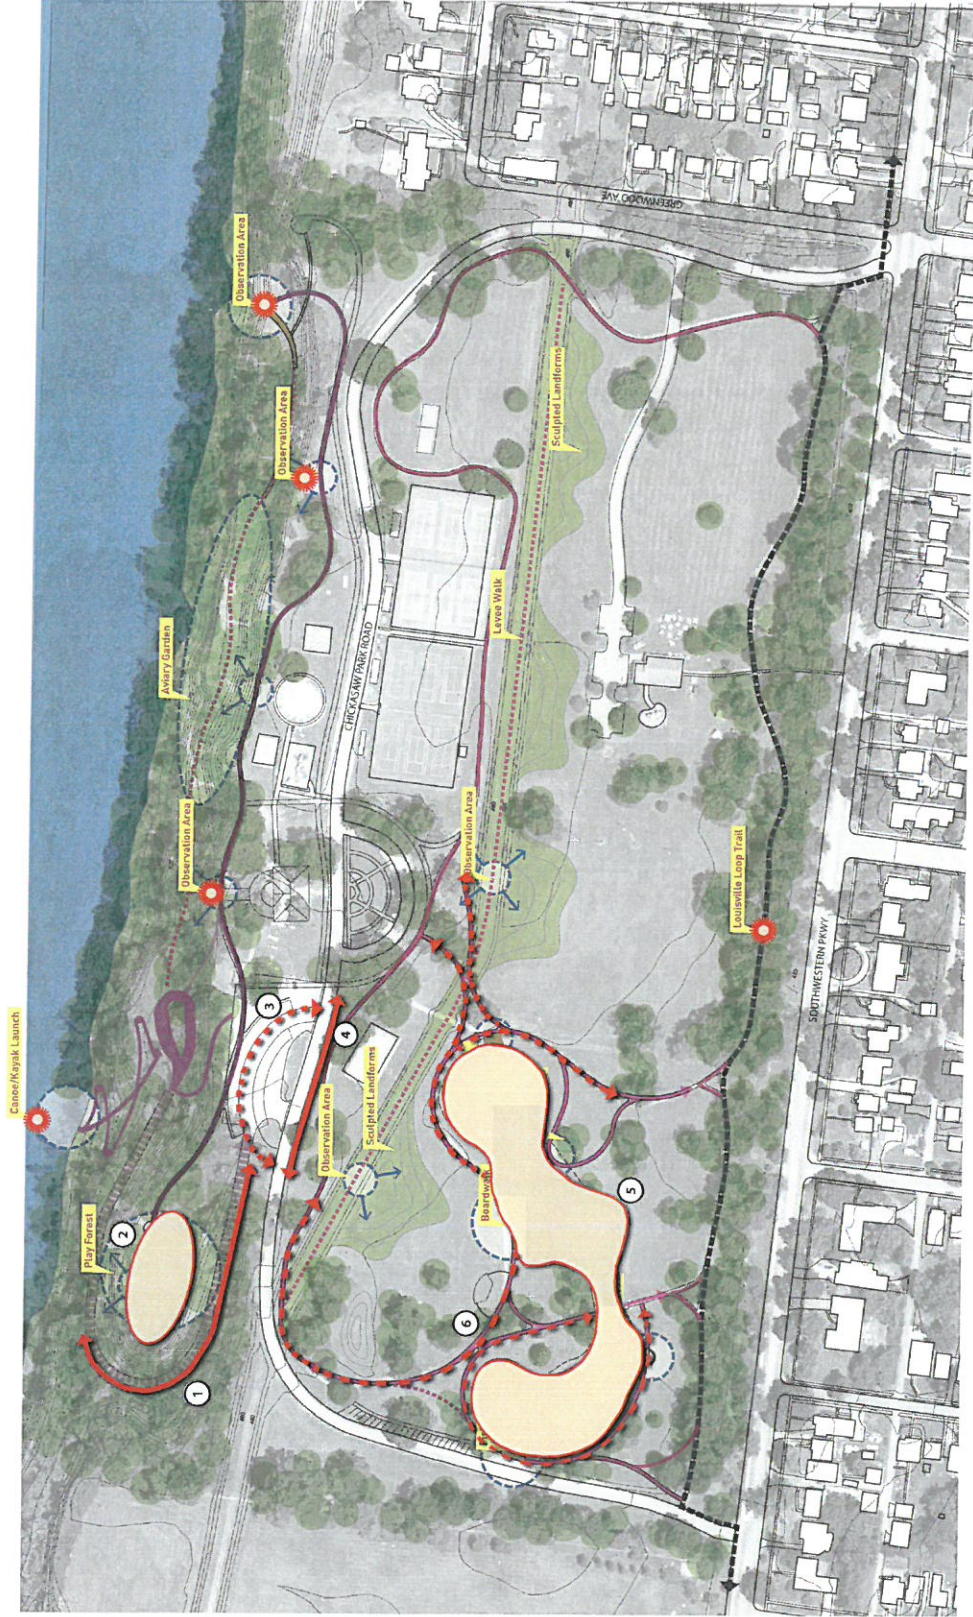 Canoe/Kayak Launch
Play Forest
Observation Area
Aviary Garden
Observation Area
Observation Area
CHICKASAW PARK ROAD
GREENWOOD AVE
Observation Area
Sculpted Landforms
Observation Area
Levee Walk
Sculpted Landforms
Boardwalk
Louisville Loop Trail
SOUTHWESTERN PKWY
1
2
3
4
5
6